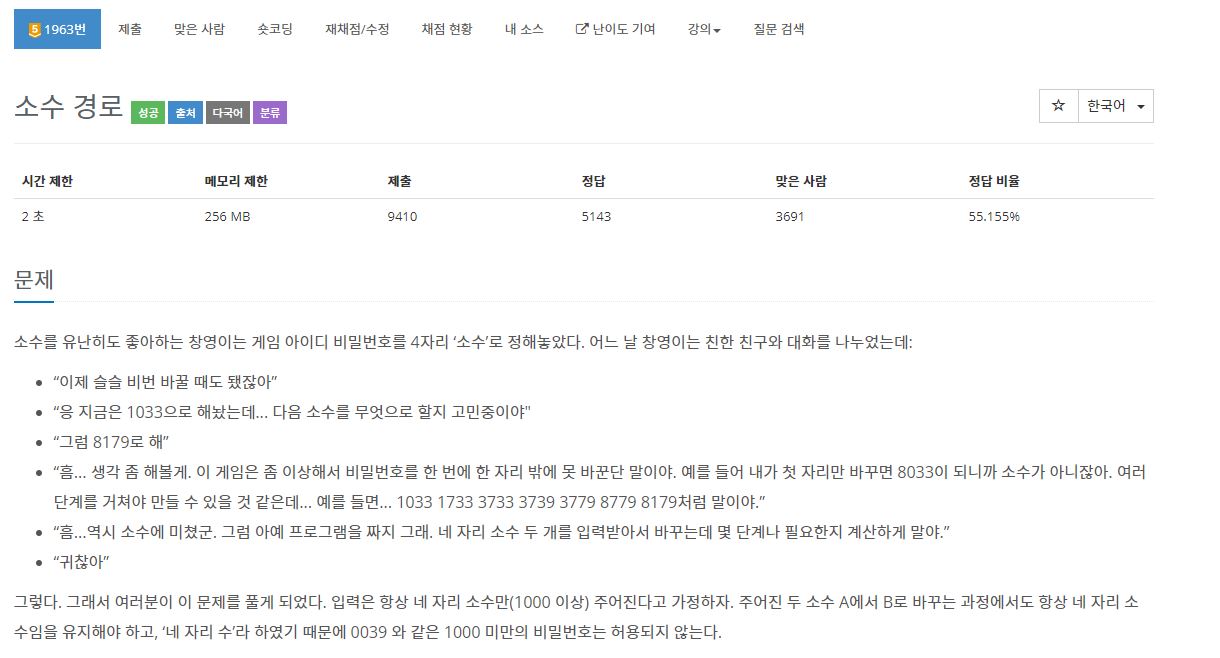 5 1963번 제출 맞은 사람 숏코딩 재채점/수정 채점 현황 내 소스 난이도 기여 강의 질문 검색
소수 경로 성공 출처 다국어 분류 ☆ 한국어
시간 제한 메모리 제한 제출 정답 맞은 사람 정답 비율
2 초 256 MB 9410 5143 3691 55.155%
문제
소수를 유난히도 좋아하는 창영이는 게임 아이디 비밀번호를 4자리 ‘소수’로 정해놓았다. 어느 날 창영이는 친한 친구와 대화를 나누었는데:
• “이제 슬슬 비번 바꿀 때도 됐잖아”
• “응 지금은 1033으로 해놨는데... 다음 소수를 무엇으로 할지 고민중이야"
• “그럼 8179로 해”
• “흠... 생각 좀 해볼게. 이 게임은 좀 이상해서 비밀번호를 한 번에 한 자리 밖에 못 바꾼단 말이야. 예를 들어 내가 첫 자리만 바꾸면 8033이 되니까 소수가 아니잖아. 여러
단계를 거쳐야 만들 수 있을 것 같은데... 예를 들면... 1033 1733 3733 3739 3779 8779 8179처럼 말이야.”
• “흠...역시 소수에 미쳤군. 그럼 아예 프로그램을 짜지 그래. 네 자리 소수 두 개를 입력받아서 바꾸는데 몇 단계나 필요한지 계산하게 말야.”
• “귀찮아”
그렇다. 그래서 여러분이 이 문제를 풀게 되었다. 입력은 항상 네 자리 소수만(1000 이상) 주어진다고 가정하자. 주어진 두 소수 A에서 B로 바꾸는 과정에서도 항상 네 자리 소
수임을 유지해야 하고, ‘네 자리 수’라 하였기 때문에 0039 와 같은 1000 미만의 비밀번호는 허용되지 않는다.